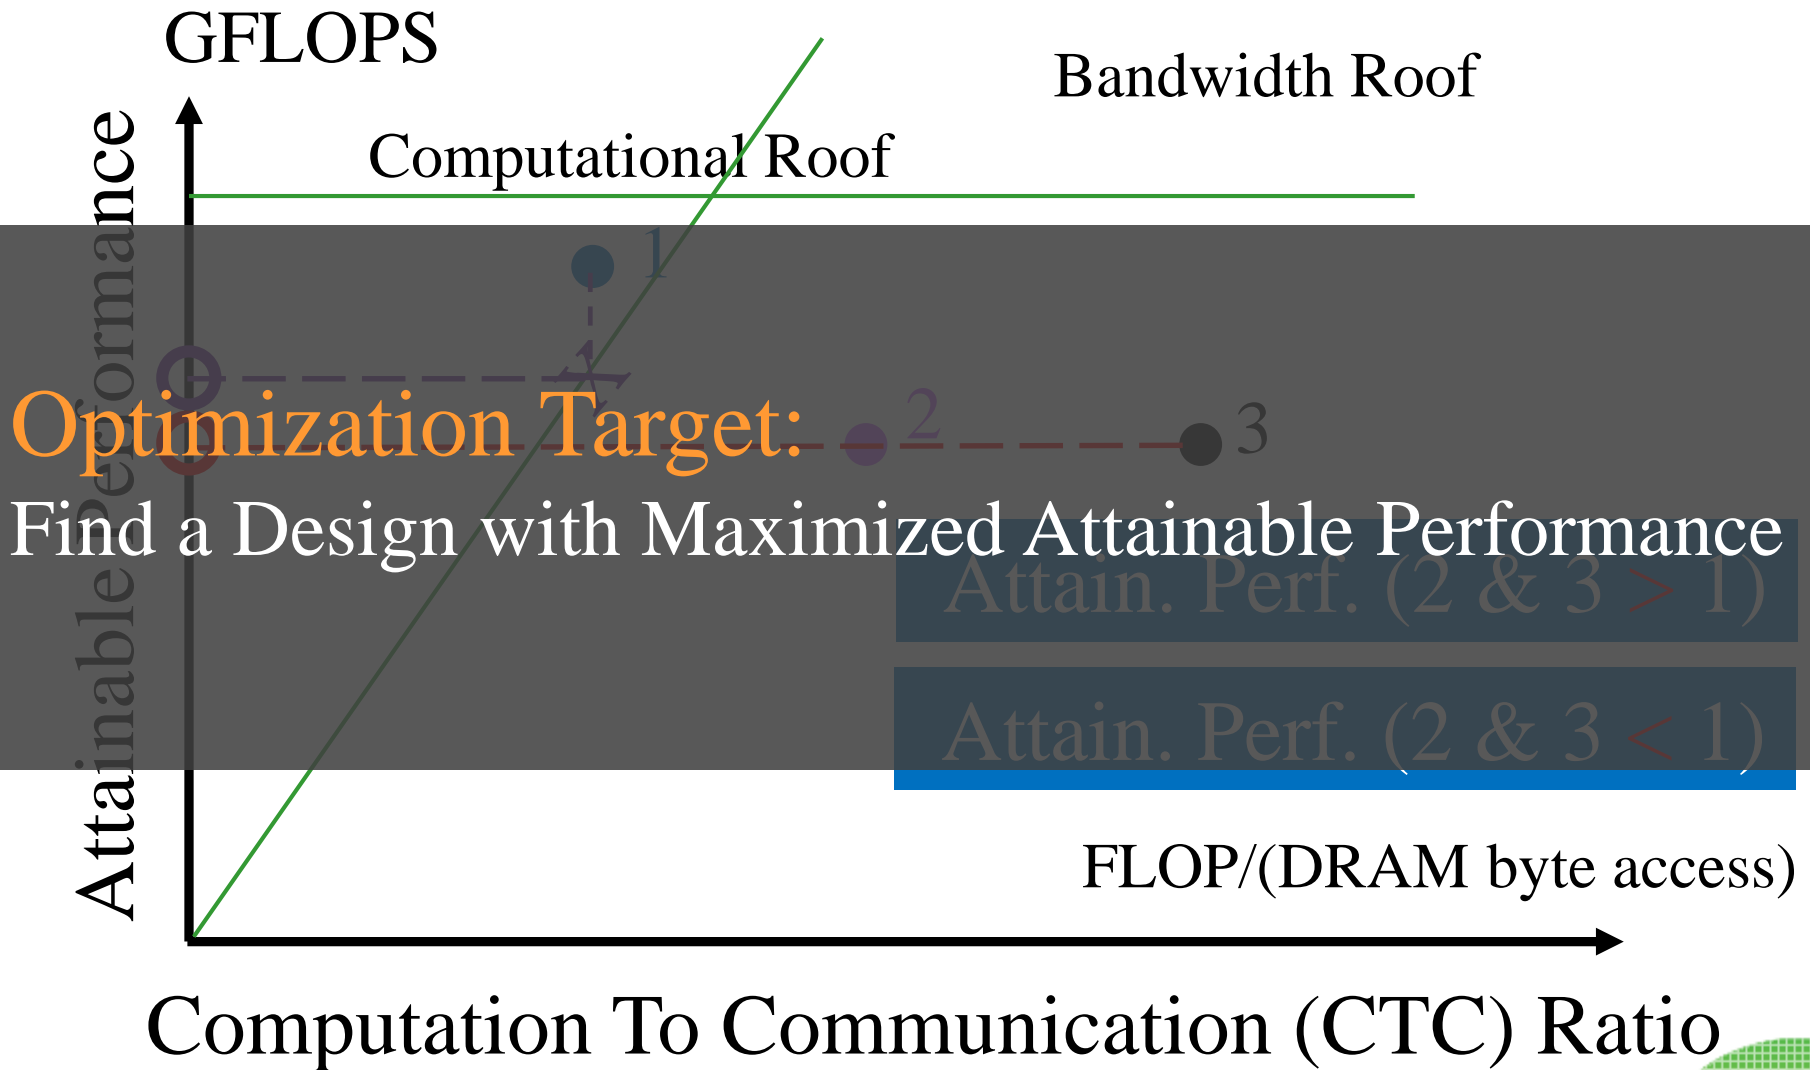 GFLOPS
Bandwidth Roof
Computational Roof
Attainable Performance
1
2
3
Optimization Target:
Find a Design with Maximized Attainable Performance
Attain. Perf. (2 & 3 > 1)
Attain. Perf. (2 & 3 < 1)
FLOP/(DRAM byte access)
Computation To Communication (CTC) Ratio